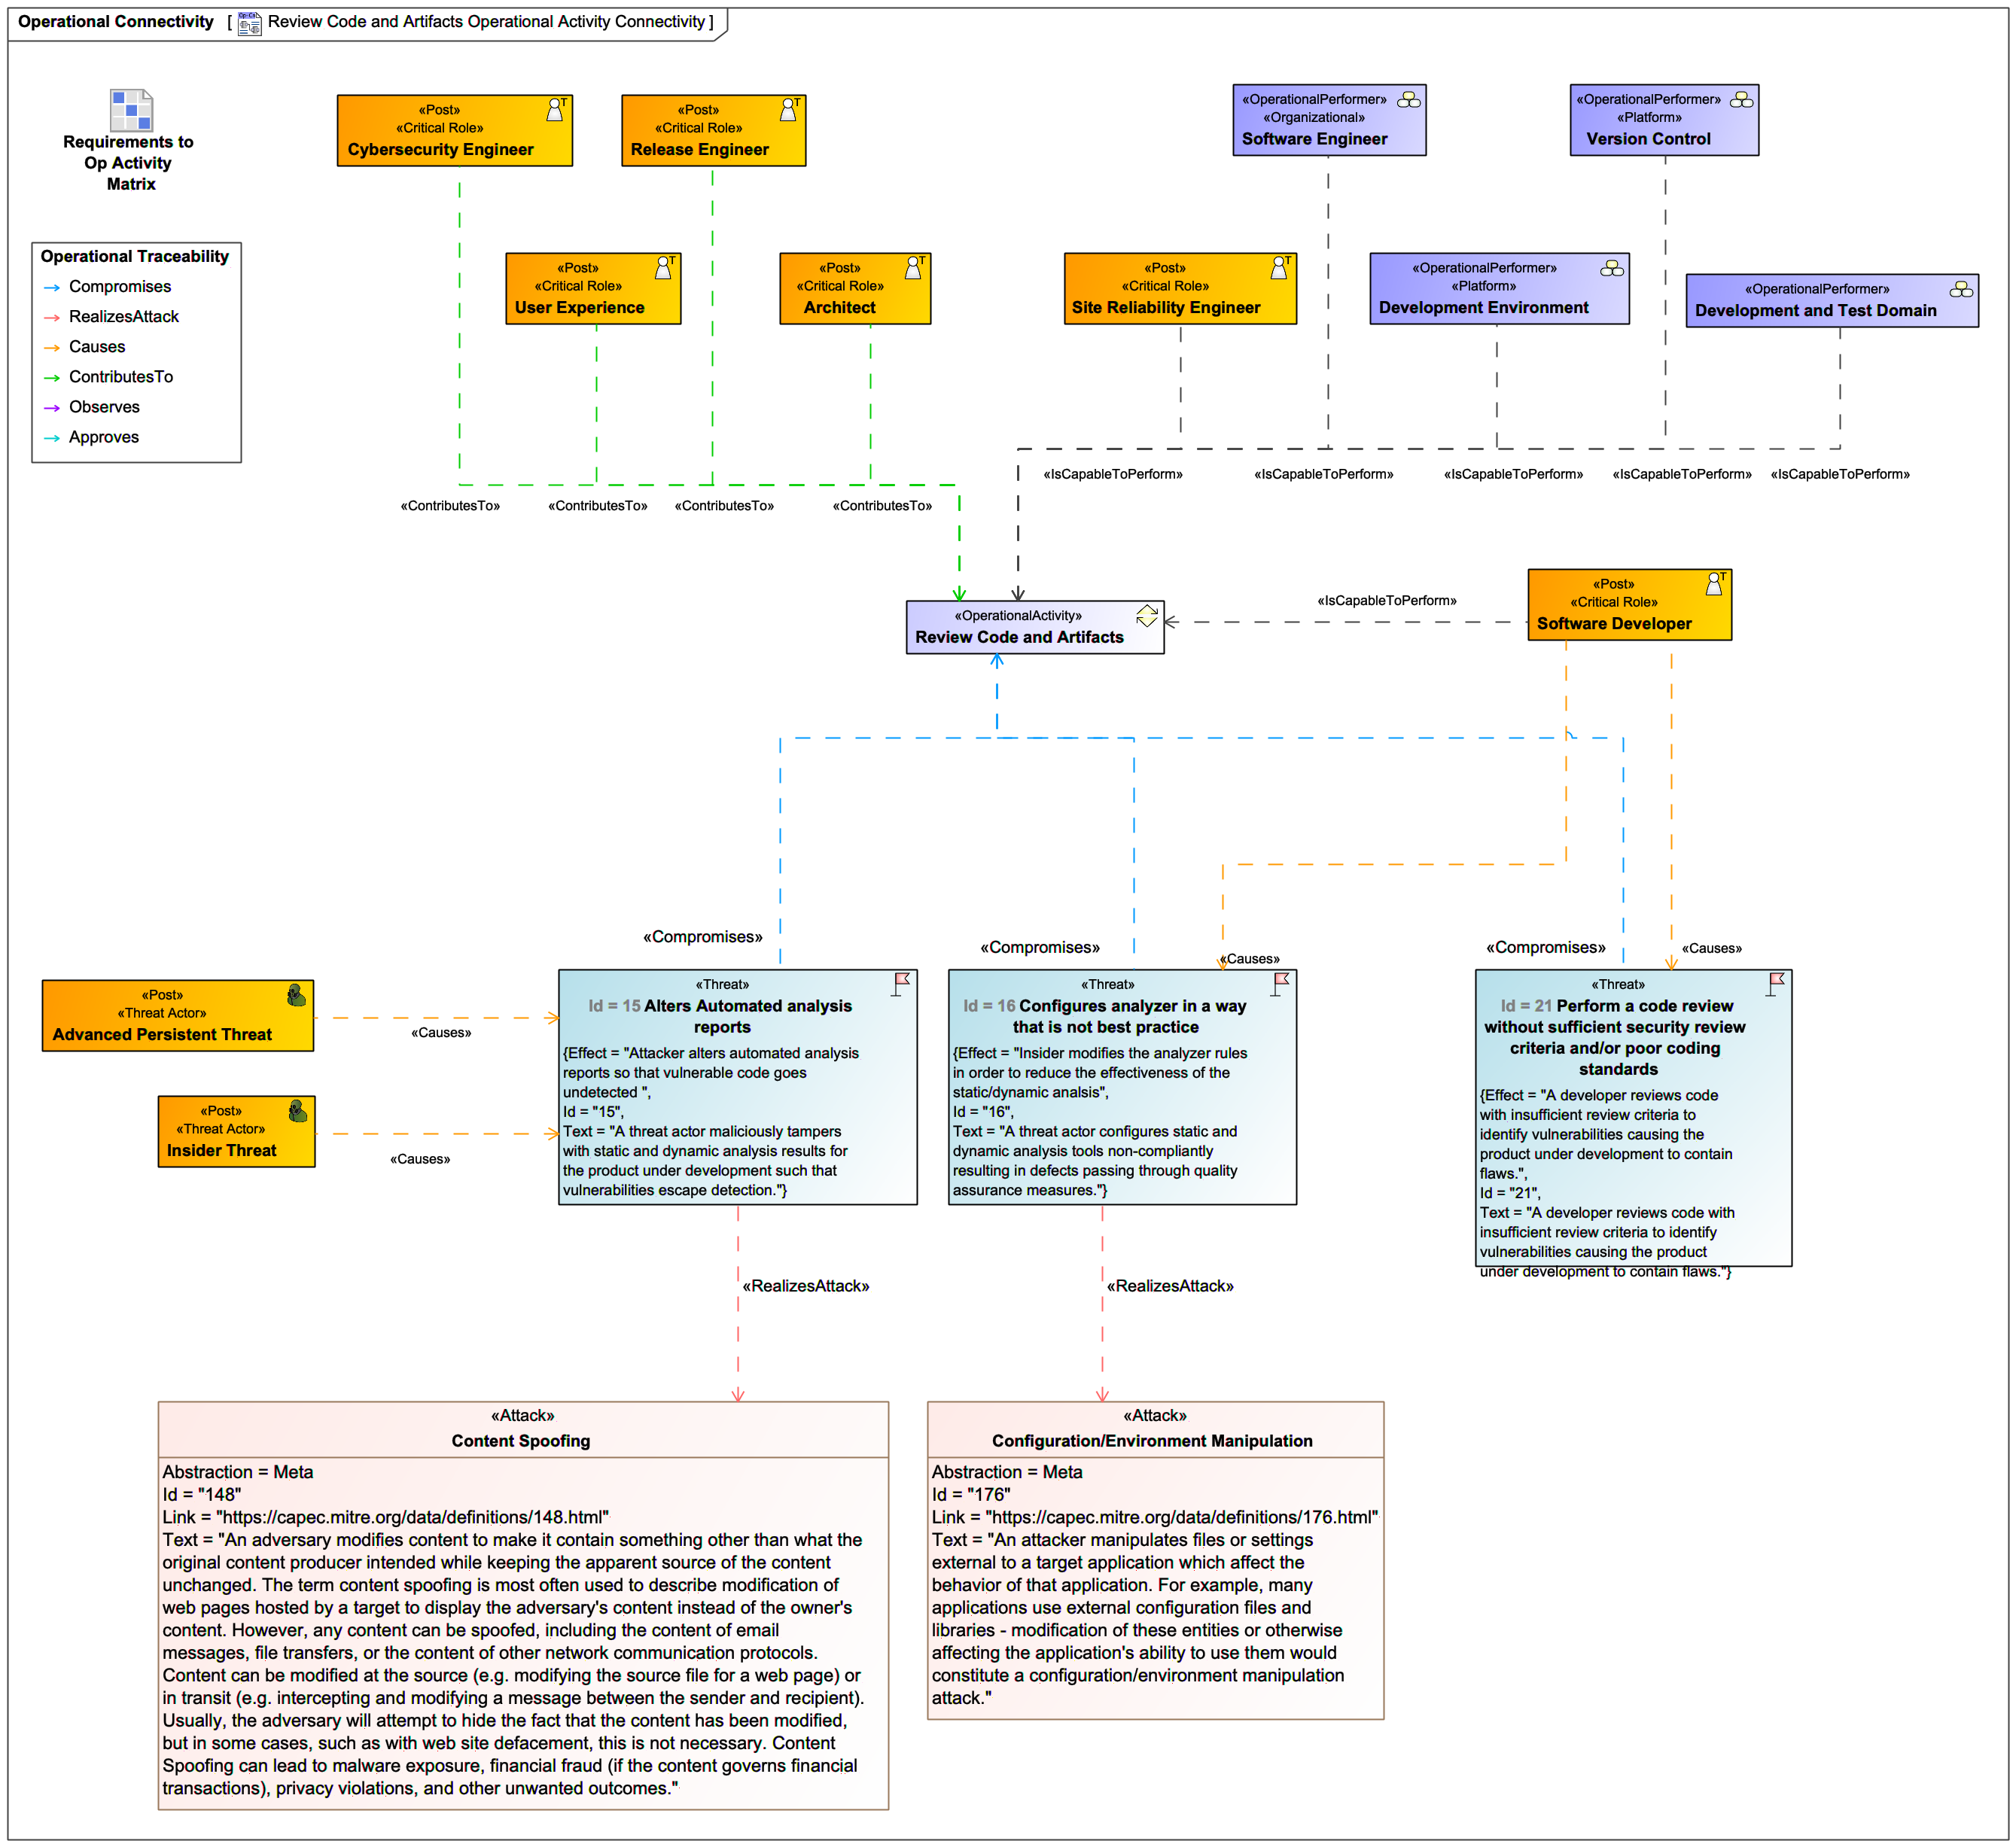 Operational Connectivity [ Review Code and Artifacts Operational Activity Connectivity ]
Requirements to
Op Activity
Matrix
Operational Traceability
Compromises
RealizesAttack
Causes
ContributesTo
Observes
Approves
«Post»
«Critical Role»
Cybersecurity Engineer
«Post»
«Critical Role»
Release Engineer
«OperationalPerformer»
«Organizational»
Software Engineer
«OperationalPerformer»
«Platform»
Version Control
«Post»
«Critical Role»
User Experience
«Post»
«Critical Role»
Architect
«Post»
«Critical Role»
Site Reliability Engineer
«OperationalPerformer»
«Platform»
Development Environment
«OperationalPerformer»
Development and Test Domain
«IsCapableToPerform»
«IsCapableToPerform»
«IsCapableToPerform»
«IsCapableToPerform»
«IsCapableToPerform»
«ContributesTo»
«ContributesTo»
«ContributesTo»
«ContributesTo»
«OperationalActivity»
Review Code and Artifacts
«IsCapableToPerform»
«Post»
«Critical Role»
Software Developer
«Compromises»
«Compromises»
«Causes»
«Compromises»
«Causes»
«Post»
«Threat Actor»
Advanced Persistent Threat
«Causes»
«Post»
«Threat Actor»
Insider Threat
«Causes»
«Threat»
Id = 15 Alters Automated analysis
reports
{Effect = "Attacker alters automated analysis
reports so that vulnerable code goes
undetected ",
Id = "15",
Text = "A threat actor maliciously tampers
with static and dynamic analysis results for
the product under development such that
vulnerabilities escape detection."}
«Threat»
Id = 16 Configures analyzer in a way
that is not best practice
{Effect = "Insider modifies the analyzer rules
in order to reduce the effectiveness of the
static/dynamic analsis",
Id = "16",
Text = "A threat actor configures static and
dynamic analysis tools non-compliantly
resulting in defects passing through quality
assurance measures."}
«Threat»
Id = 21 Perform a code review
without sufficient security review
criteria and/or poor coding
standards
{Effect = "A developer reviews code
with insufficient review criteria to
identify vulnerabilities causing the
product under development to contain
flaws.",
Id = "21",
Text = "A developer reviews code with
insufficient review criteria to identify
vulnerabilities causing the product
under development to contain flaws."}
«RealizesAttack»
«RealizesAttack»
«Attack»
Content Spoofing
Abstraction = Meta
Id = "148"
Link = "https://capec.mitre.org/data/definitions/148.html"
Text = "An adversary modifies content to make it contain something other than what the
original content producer intended while keeping the apparent source of the content
unchanged. The term content spoofing is most often used to describe modification of
web pages hosted by a target to display the adversary's content instead of the owner's
content. However, any content can be spoofed, including the content of email
messages, file transfers, or the content of other network communication protocols.
Content can be modified at the source (e.g. modifying the source file for a web page) or
in transit (e.g. intercepting and modifying a message between the sender and recipient).
Usually, the adversary will attempt to hide the fact that the content has been modified,
but in some cases, such as with web site defacement, this is not necessary. Content
Spoofing can lead to malware exposure, financial fraud (if the content governs financial
transactions), privacy violations, and other unwanted outcomes."
«Attack»
Configuration/Environment Manipulation
Abstraction = Meta
Id = "176"
Link = "https://capec.mitre.org/data/definitions/176.html"
Text = "An attacker manipulates files or settings
external to a target application which affect the
behavior of that application. For example, many
applications use external configuration files and
libraries - modification of these entities or otherwise
affecting the application's ability to use them would
constitute a configuration/environment manipulation
attack."